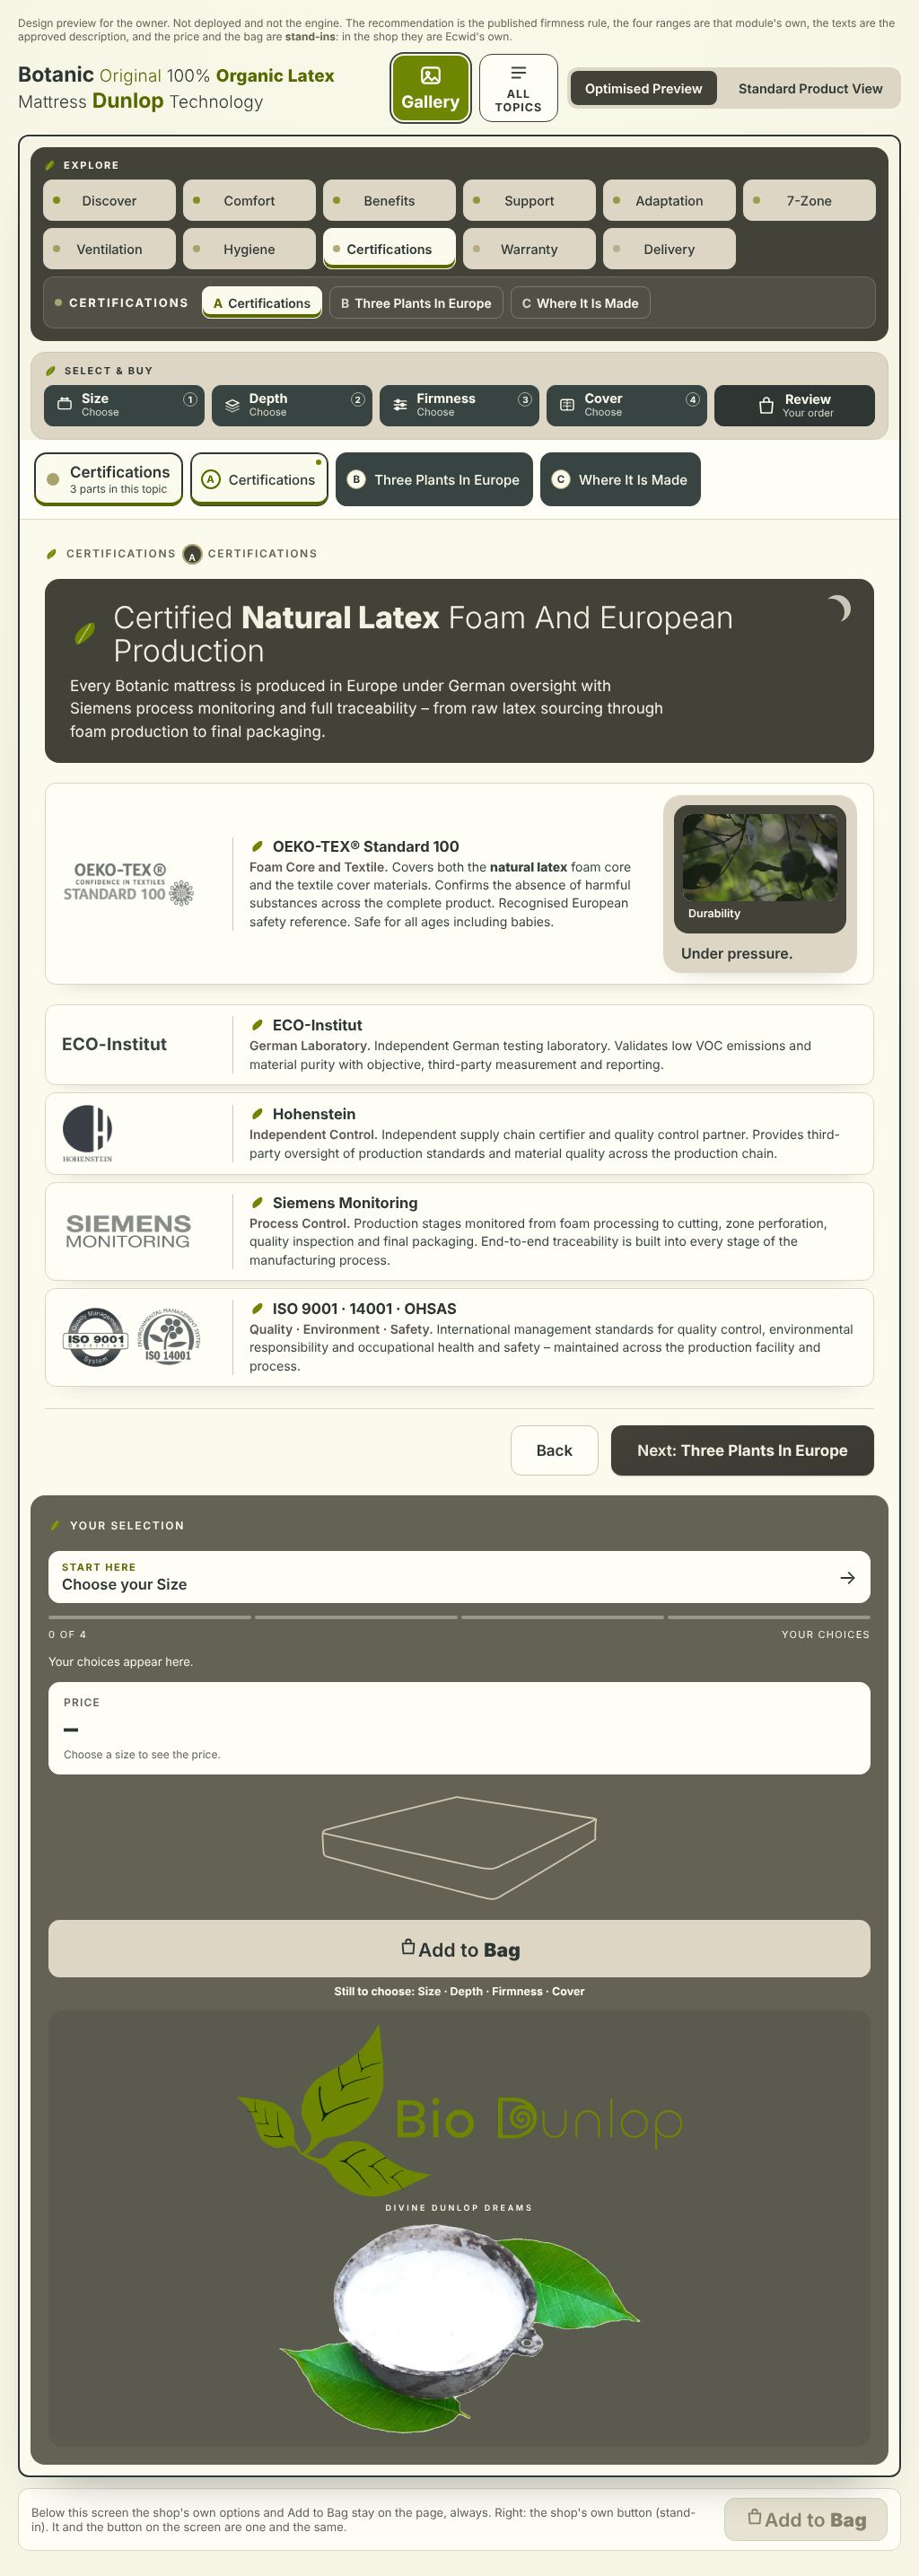 Design preview for the owner. Not deployed and not the engine. The recommendation is the published firmness rule, the four ranges are that module's own, the texts are the
approved description, and the price and the bag are stand-ins: in the shop they are Ecwid's own.
Botanic Original 100% Organic Latex
Mattress Dunlop Technology
Gallery
ALL
TOPICS
Optimised Preview
Standard Product View
EXPLORE
Discover
Comfort
Benefits
Support
Adaptation
7-Zone
Ventilation
Hygiene
Certifications
Warranty
Delivery
CERTIFICATIONS
A Certifications
B Three Plants In Europe
C Where It Is Made
SELECT & BUY
Size
Choose
1
Depth
Choose
2
Firmness
Choose
3
Cover
Choose
4
Review
Your order
Certifications
3 parts in this topic
A Certifications
B Three Plants In Europe
C Where It Is Made
CERTIFICATIONS A CERTIFICATIONS
Certified Natural Latex Foam And European
Production
Every Botanic mattress is produced in Europe under German oversight with
Siemens process monitoring and full traceability – from raw latex sourcing through
foam production to final packaging.
OEKO-TEX®
CONFIDENCE IN TEXTILES
STANDARD 100
OEKO-TEX® Standard 100
Foam Core and Textile. Covers both the natural latex foam core
and the textile cover materials. Confirms the absence of harmful
substances across the complete product. Recognised European
safety reference. Safe for all ages including babies.
Durability
Under pressure.
ECO-Institut
ECO-Institut
German Laboratory. Independent German testing laboratory. Validates low VOC emissions and
material purity with objective, third-party measurement and reporting.
HOHENSTEIN
Hohenstein
Independent Control. Independent supply chain certifier and quality control partner. Provides third-
party oversight of production standards and material quality across the production chain.
SIEMENS
MONITORING
Siemens Monitoring
Process Control. Production stages monitored from foam processing to cutting, zone perforation,
quality inspection and final packaging. End-to-end traceability is built into every stage of the
manufacturing process.
Quality Management
ISO 9001
Certified
System
ENVIRONMENTAL MANAGEMENT SYSTEM
ISO 14001
ISO 9001 · 14001 · OHSAS
Quality · Environment · Safety. International management standards for quality control, environmental
responsibility and occupational health and safety – maintained across the production facility and
process.
Back
Next: Three Plants In Europe
YOUR SELECTION
START HERE
Choose your Size
0 OF 4
YOUR CHOICES
Your choices appear here.
PRICE
–
Choose a size to see the price.
Add to Bag
Still to choose: Size · Depth · Firmness · Cover
Bio Dunlop
DIVINE DUNLOP DREAMS
Below this screen the shop's own options and Add to Bag stay on the page, always. Right: the shop's own button (stand-
in). It and the button on the screen are one and the same.
Add to Bag